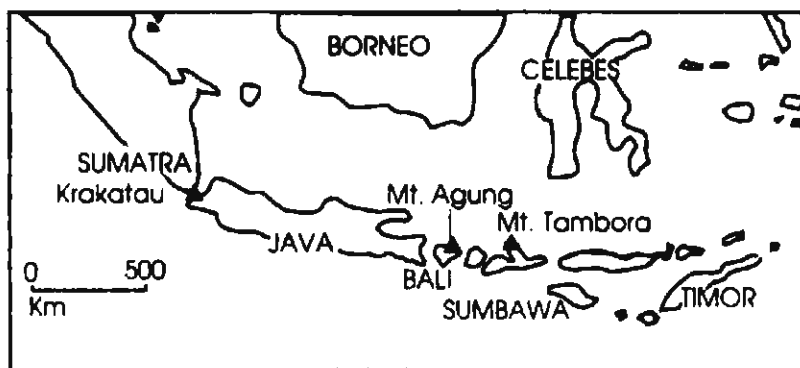 BORNEO
CELEBES
SUMATRA
Krakatau
Mt. Agung
Mt. Tambora
JAVA
BALI
0 500
Km
SUMBAWA
TIMOR